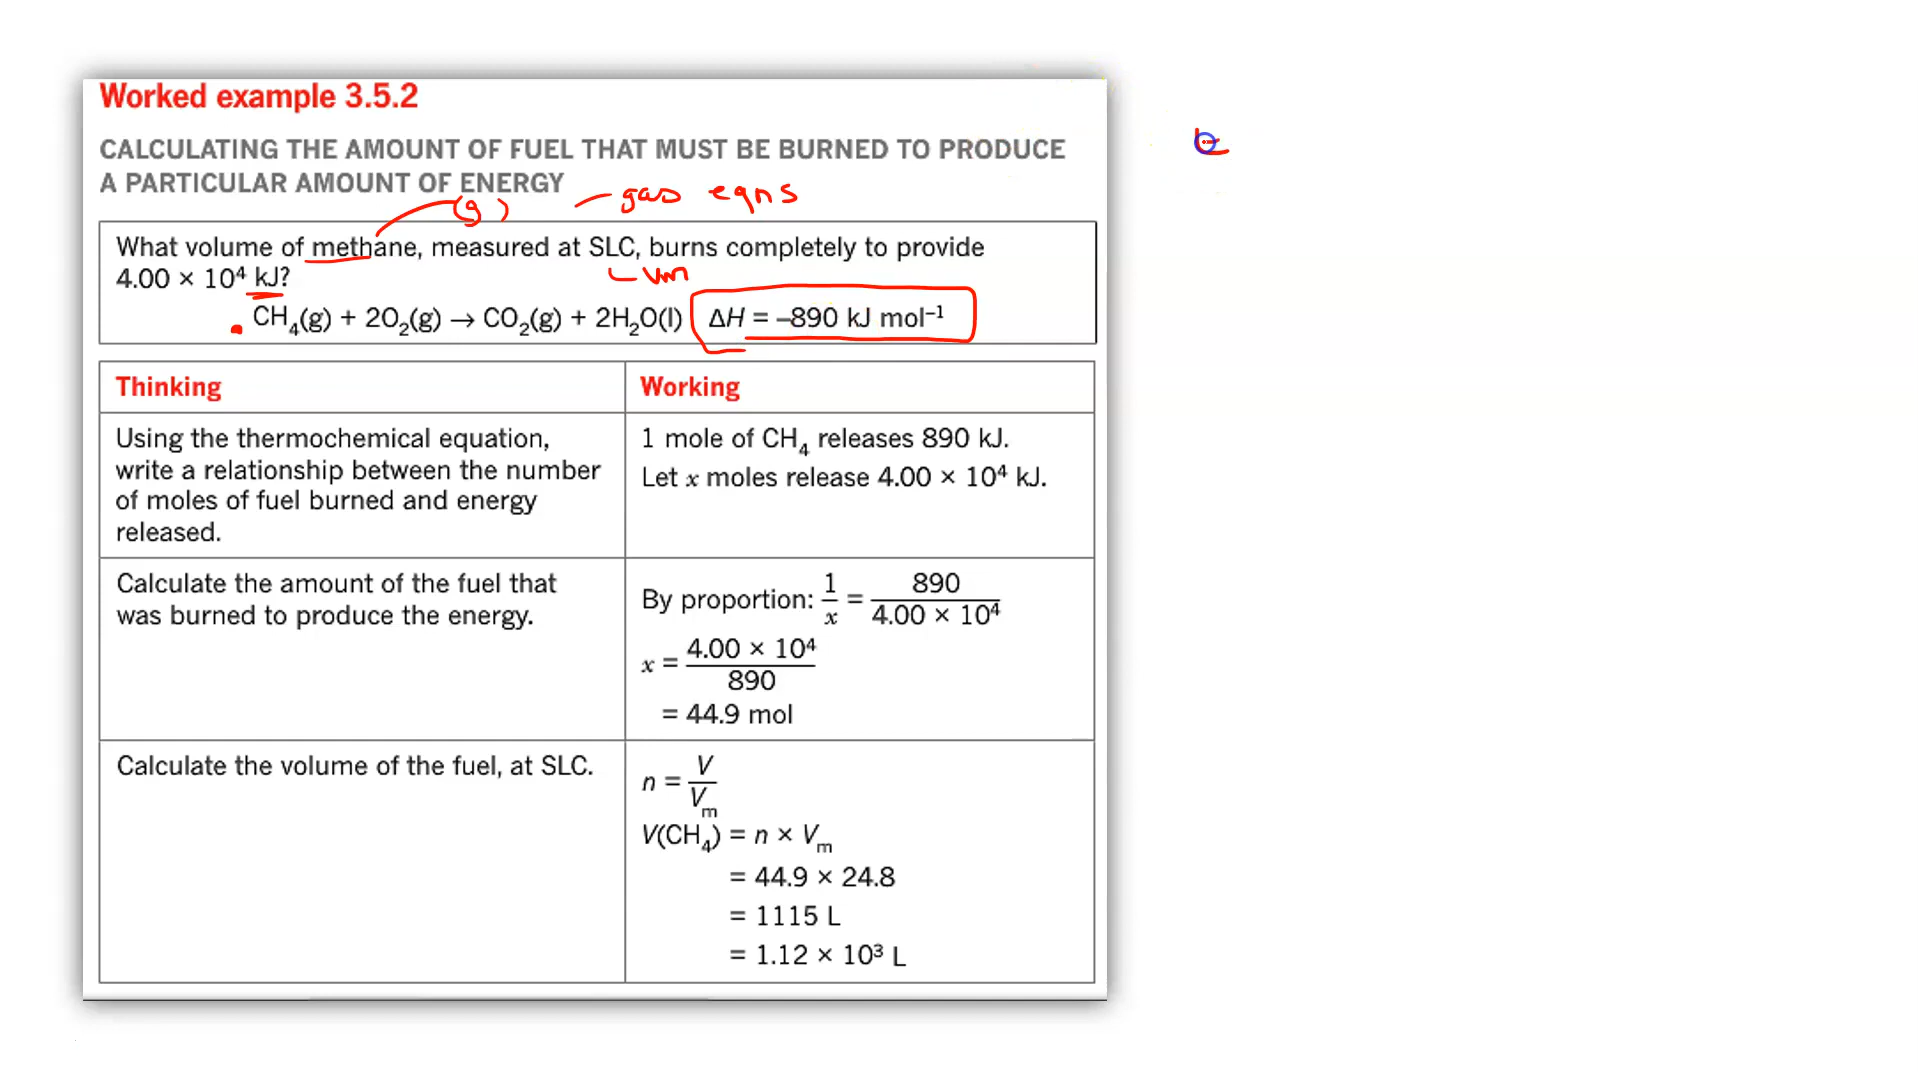 Worked example 3.5.2
CALCULATING THE AMOUNT OF FUEL THAT MUST BE BURNED TO PRODUCE
A PARTICULAR AMOUNT OF ENERGY
(g)
gas eqns
What volume of methane, measured at SLC, burns completely to provide
4.00 × 10⁴ kJ?
Vm
CH₄(g) + 2O₂(g) → CO₂(g) + 2H₂O(l) ΔH = –890 kJ mol⁻¹
Thinking
Working
Using the thermochemical equation,
write a relationship between the number
of moles of fuel burned and energy
released.
1 mole of CH₄ releases 890 kJ.
Let x moles release 4.00 × 10⁴ kJ.
Calculate the amount of the fuel that
was burned to produce the energy.
By proportion: 1/x = 890/4.00 × 10⁴
x = 4.00 × 10⁴/890
= 44.9 mol
Calculate the volume of the fuel, at SLC.
n = V/Vₘ
V(CH₄) = n × Vₘ
= 44.9 × 24.8
= 1115 L
= 1.12 × 10³ L